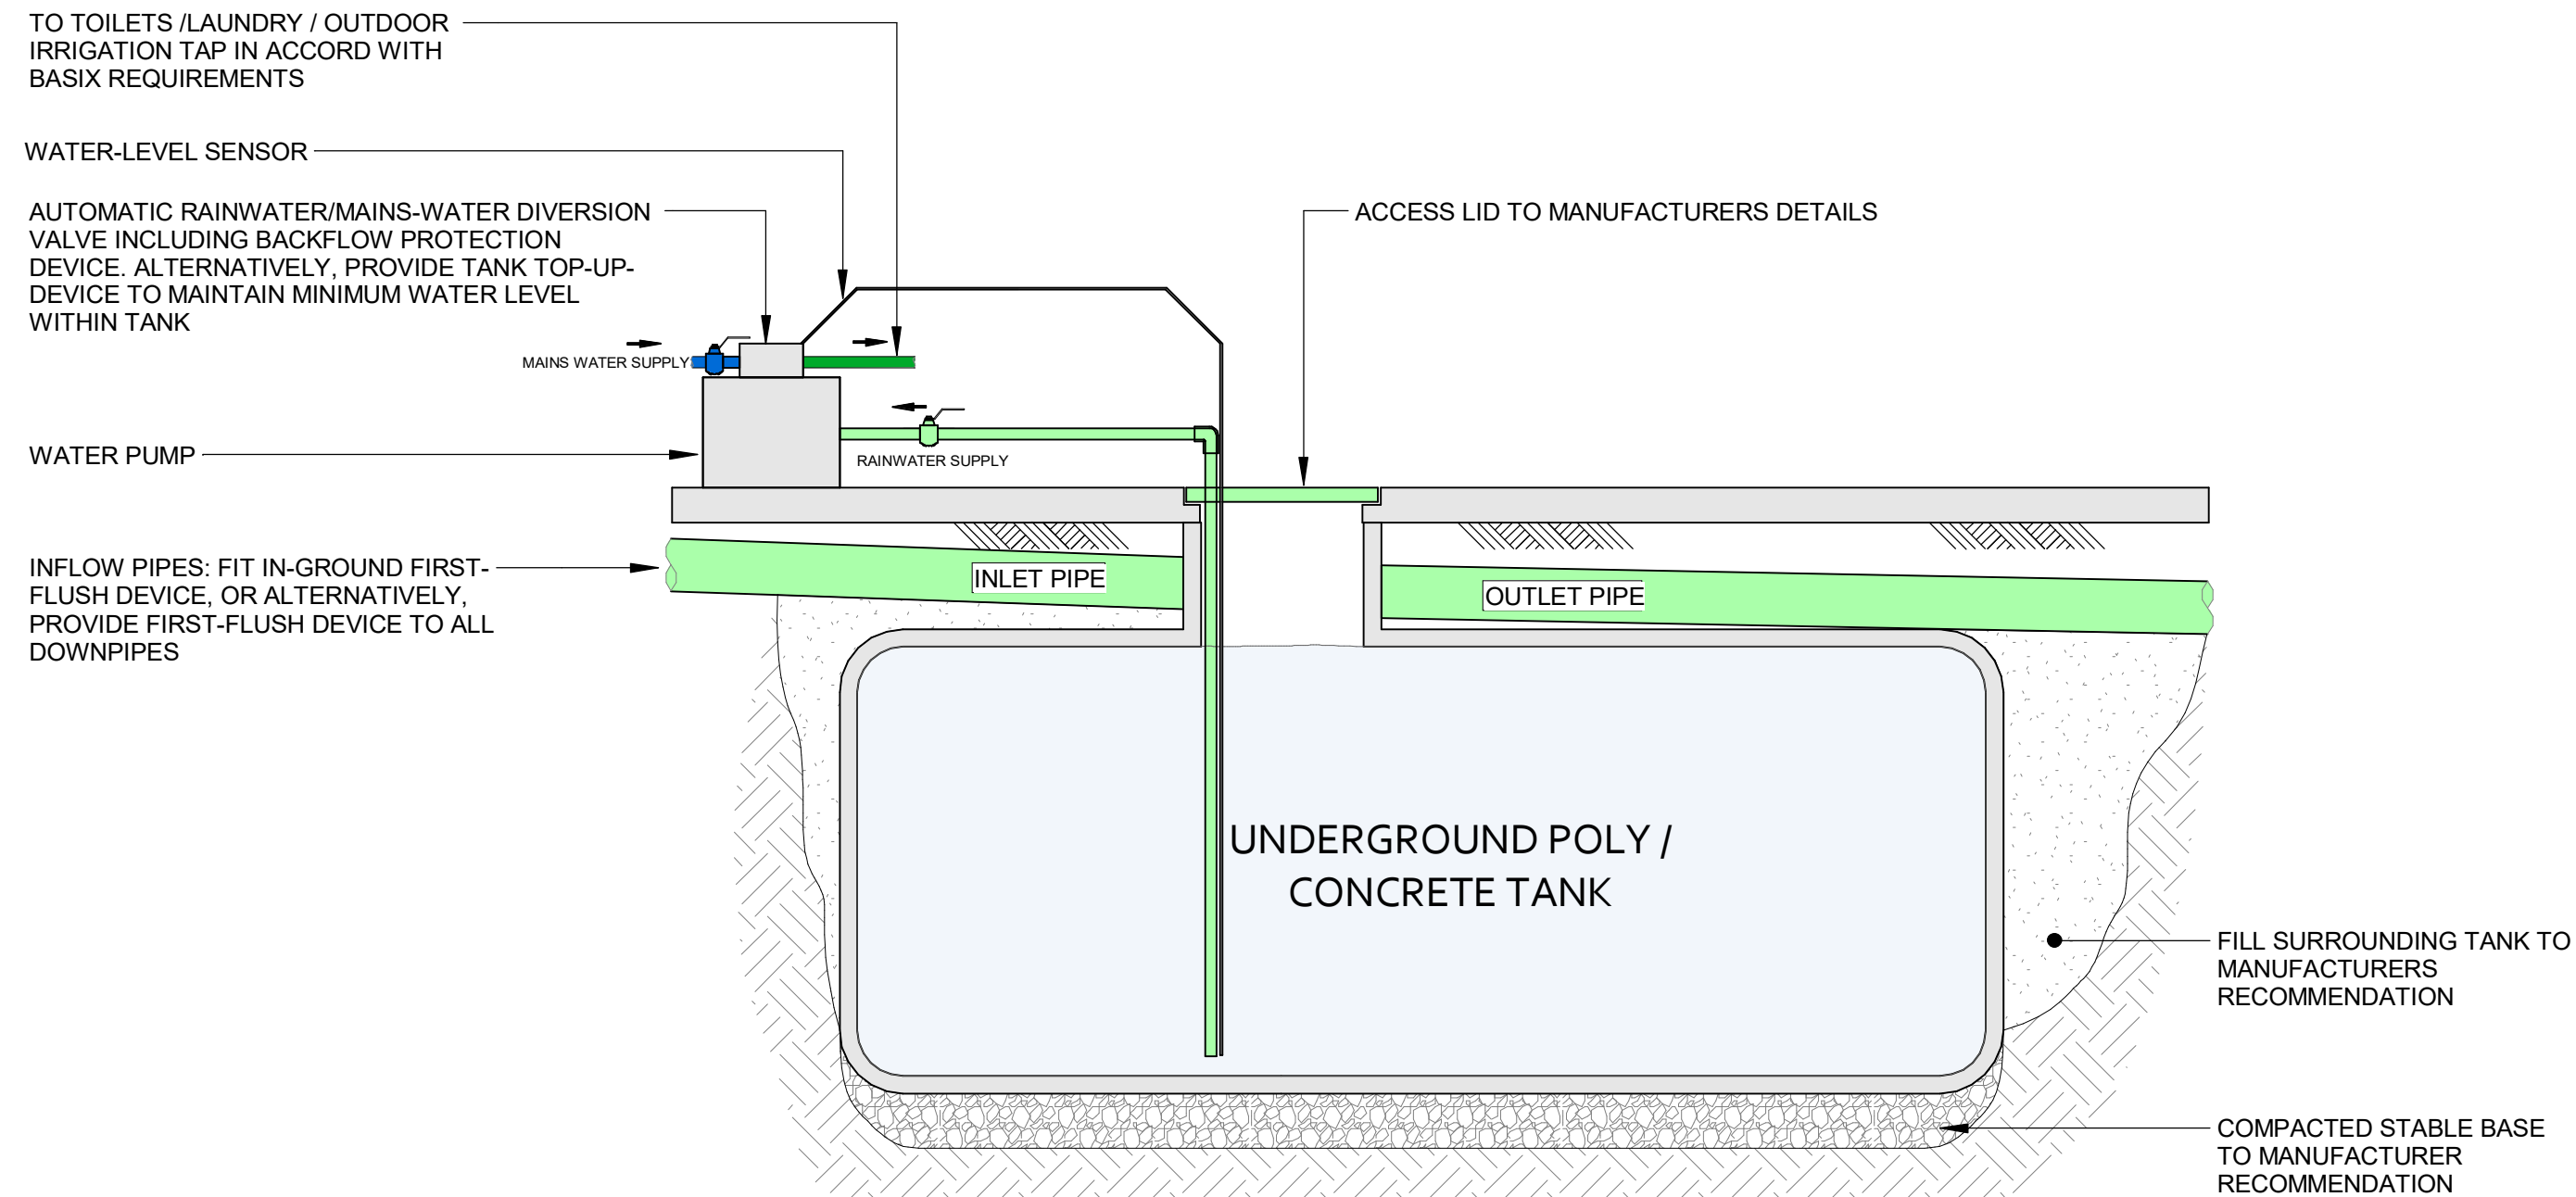 TO TOILETS /LAUNDRY / OUTDOOR
IRRIGATION TAP IN ACCORD WITH
BASIX REQUIREMENTS
WATER-LEVEL SENSOR
AUTOMATIC RAINWATER/MAINS-WATER DIVERSION
VALVE INCLUDING BACKFLOW PROTECTION
DEVICE. ALTERNATIVELY, PROVIDE TANK TOP-UP-
DEVICE TO MAINTAIN MINIMUM WATER LEVEL
WITHIN TANK
ACCESS LID TO MANUFACTURERS DETAILS
MAINS WATER SUPPLY
WATER PUMP
RAINWATER SUPPLY
INFLOW PIPES: FIT IN-GROUND FIRST-
FLUSH DEVICE, OR ALTERNATIVELY,
PROVIDE FIRST-FLUSH DEVICE TO ALL
DOWNPIPES
INLET PIPE
OUTLET PIPE
UNDERGROUND POLY /
CONCRETE TANK
FILL SURROUNDING TANK TO
MANUFACTURERS
RECOMMENDATION
COMPACTED STABLE BASE
TO MANUFACTURER
RECOMMENDATION